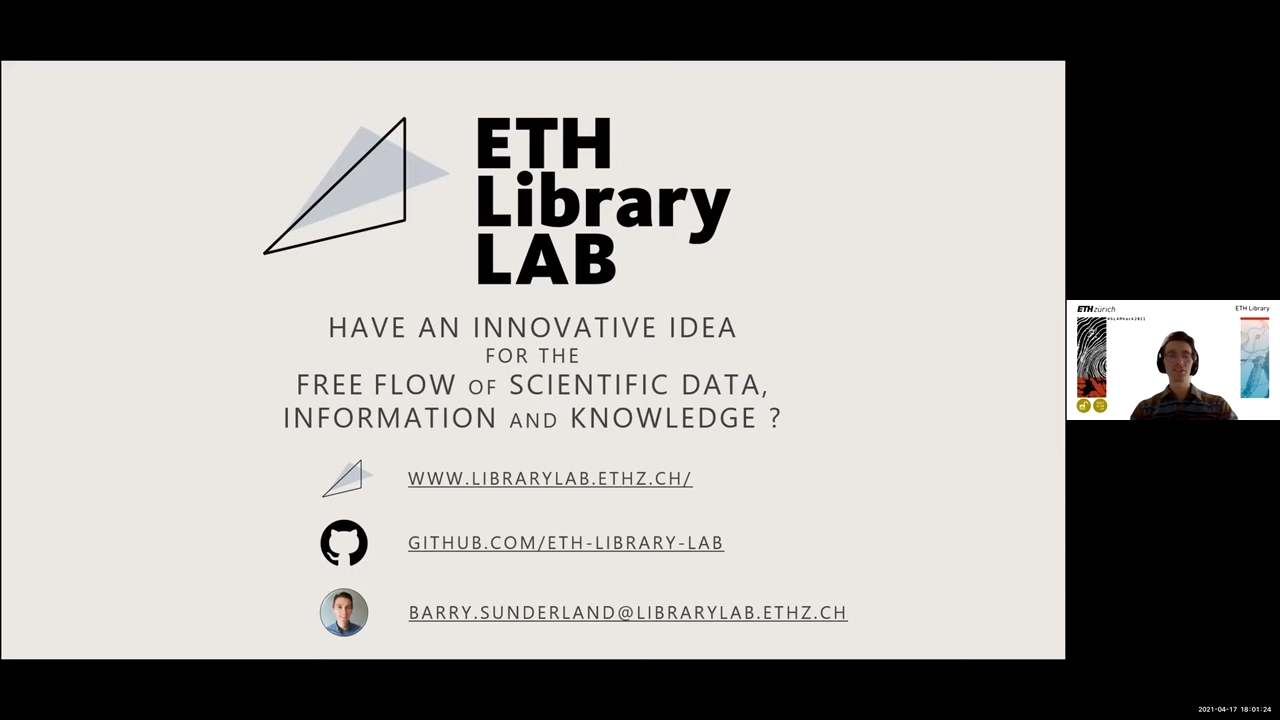 ETH
Library
LAB
HAVE AN INNOVATIVE IDEA
FOR THE
FREE FLOW OF SCIENTIFIC DATA,
INFORMATION AND KNOWLEDGE ?
WWW.LIBRARYLAB.ETHZ.CH/
GITHUB.COM/ETH-LIBRARY-LAB
BARRY.SUNDERLAND@LIBRARYLAB.ETHZ.CH
ETH zürich
ETH Library
#GLAMhack2021
2021-04-17 18:01:24